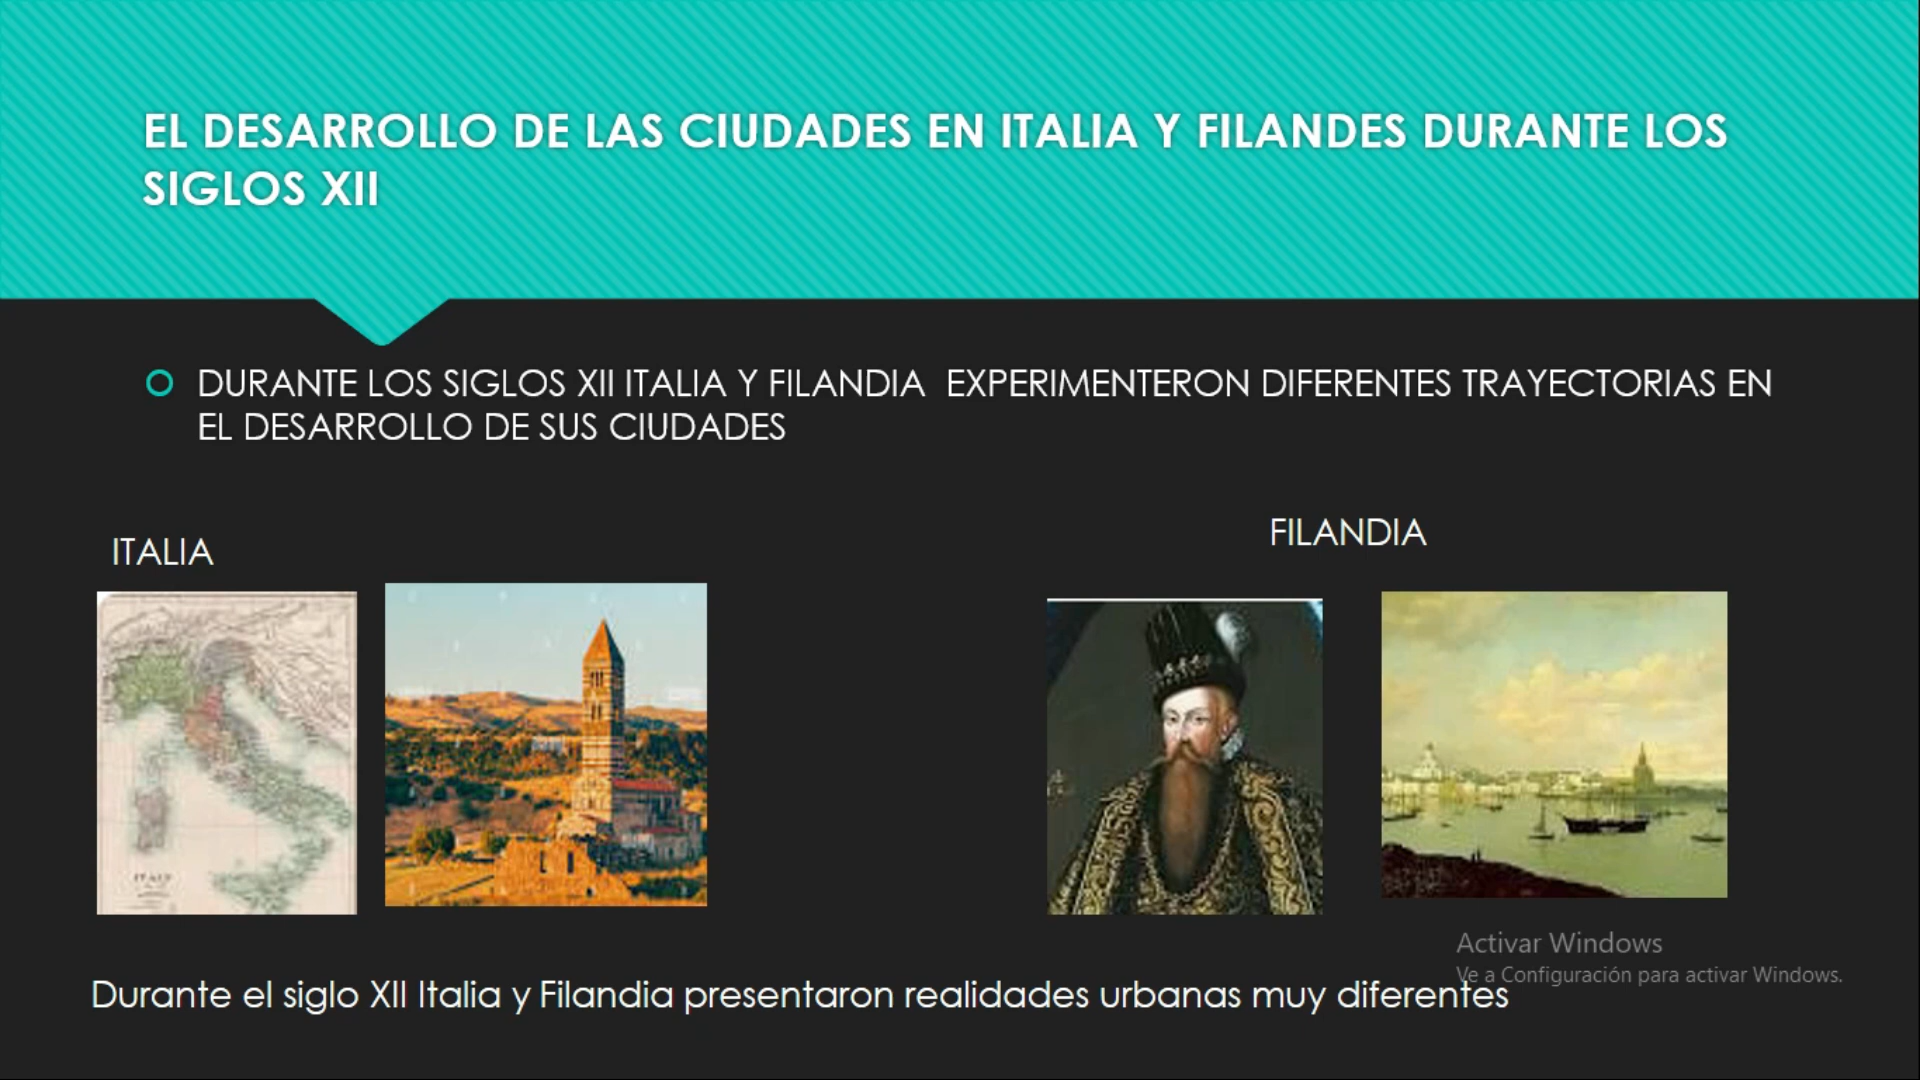 EL DESARROLLO DE LAS CIUDADES EN ITALIA Y FILANDES DURANTE LOS
SIGLOS XII
DURANTE LOS SIGLOS XII ITALIA Y FILANDIA EXPERIMENTERON DIFERENTES TRAYECTORIAS EN
EL DESARROLLO DE SUS CIUDADES
ITALIA
FILANDIA
ITALY
Activar Windows
Ve a Configuración para activar Windows.
Durante el siglo XII Italia y Filandia presentaron realidades urbanas muy diferentes